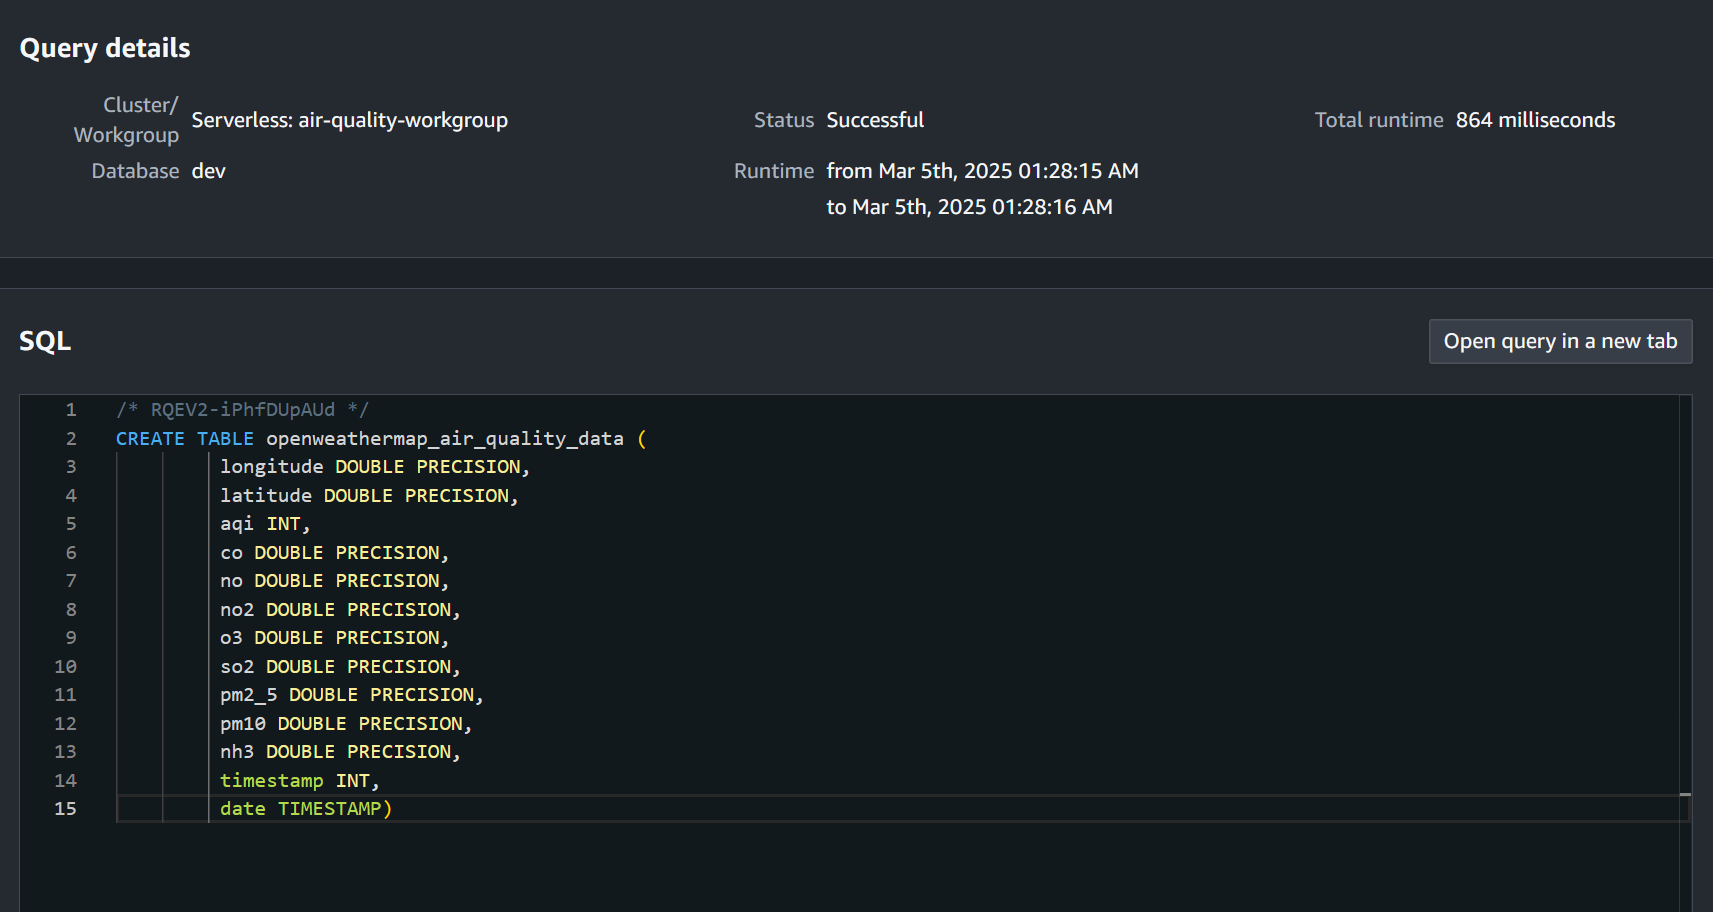 Query details
Cluster/
Workgroup
Serverless: air-quality-workgroup
Status Successful
Total runtime 864 milliseconds
Database dev
Runtime from Mar 5th, 2025 01:28:15 AM
to Mar 5th, 2025 01:28:16 AM
SQL
Open query in a new tab
1 /* RQEV2-iPhfDUpAUd */
2 CREATE TABLE openweathermap_air_quality_data (
3 longitude DOUBLE PRECISION,
4 latitude DOUBLE PRECISION,
5 aqi INT,
6 co DOUBLE PRECISION,
7 no DOUBLE PRECISION,
8 no2 DOUBLE PRECISION,
9 o3 DOUBLE PRECISION,
10 so2 DOUBLE PRECISION,
11 pm2_5 DOUBLE PRECISION,
12 pm10 DOUBLE PRECISION,
13 nh3 DOUBLE PRECISION,
14 timestamp INT,
15 date TIMESTAMP)